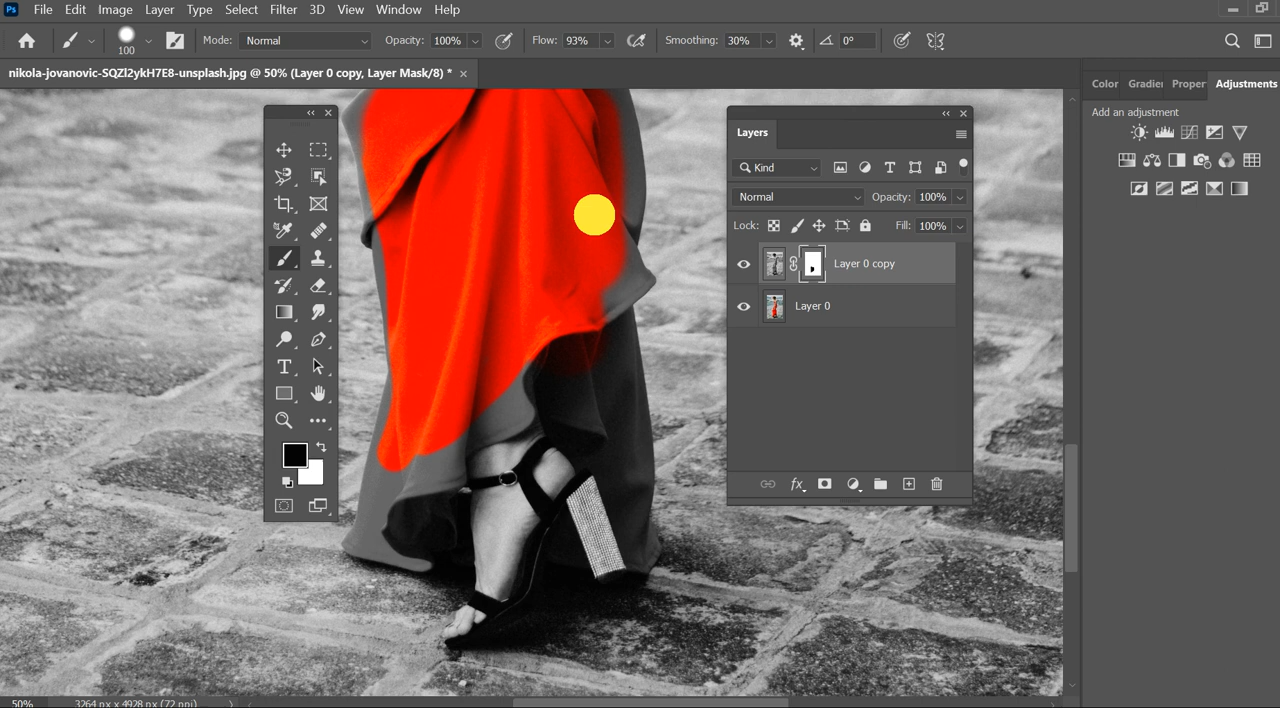 Ps File Edit Image Layer Type Select Filter 3D View Window Help
100 Mode: Normal Opacity: 100% Flow: 93% Smoothing: 30% 0°
nikola-jovanovic-SQZl2ykH7E8-unsplash.jpg @ 50% (Layer 0 copy, Layer Mask/8) *
Color Gradier Proper Adjustments
Add an adjustment
Layers
Kind T
Normal Opacity: 100%
Lock: Fill: 100%
Layer 0 copy
Layer 0
T
fx
50% 3264 px x 4928 px (72 ppi)